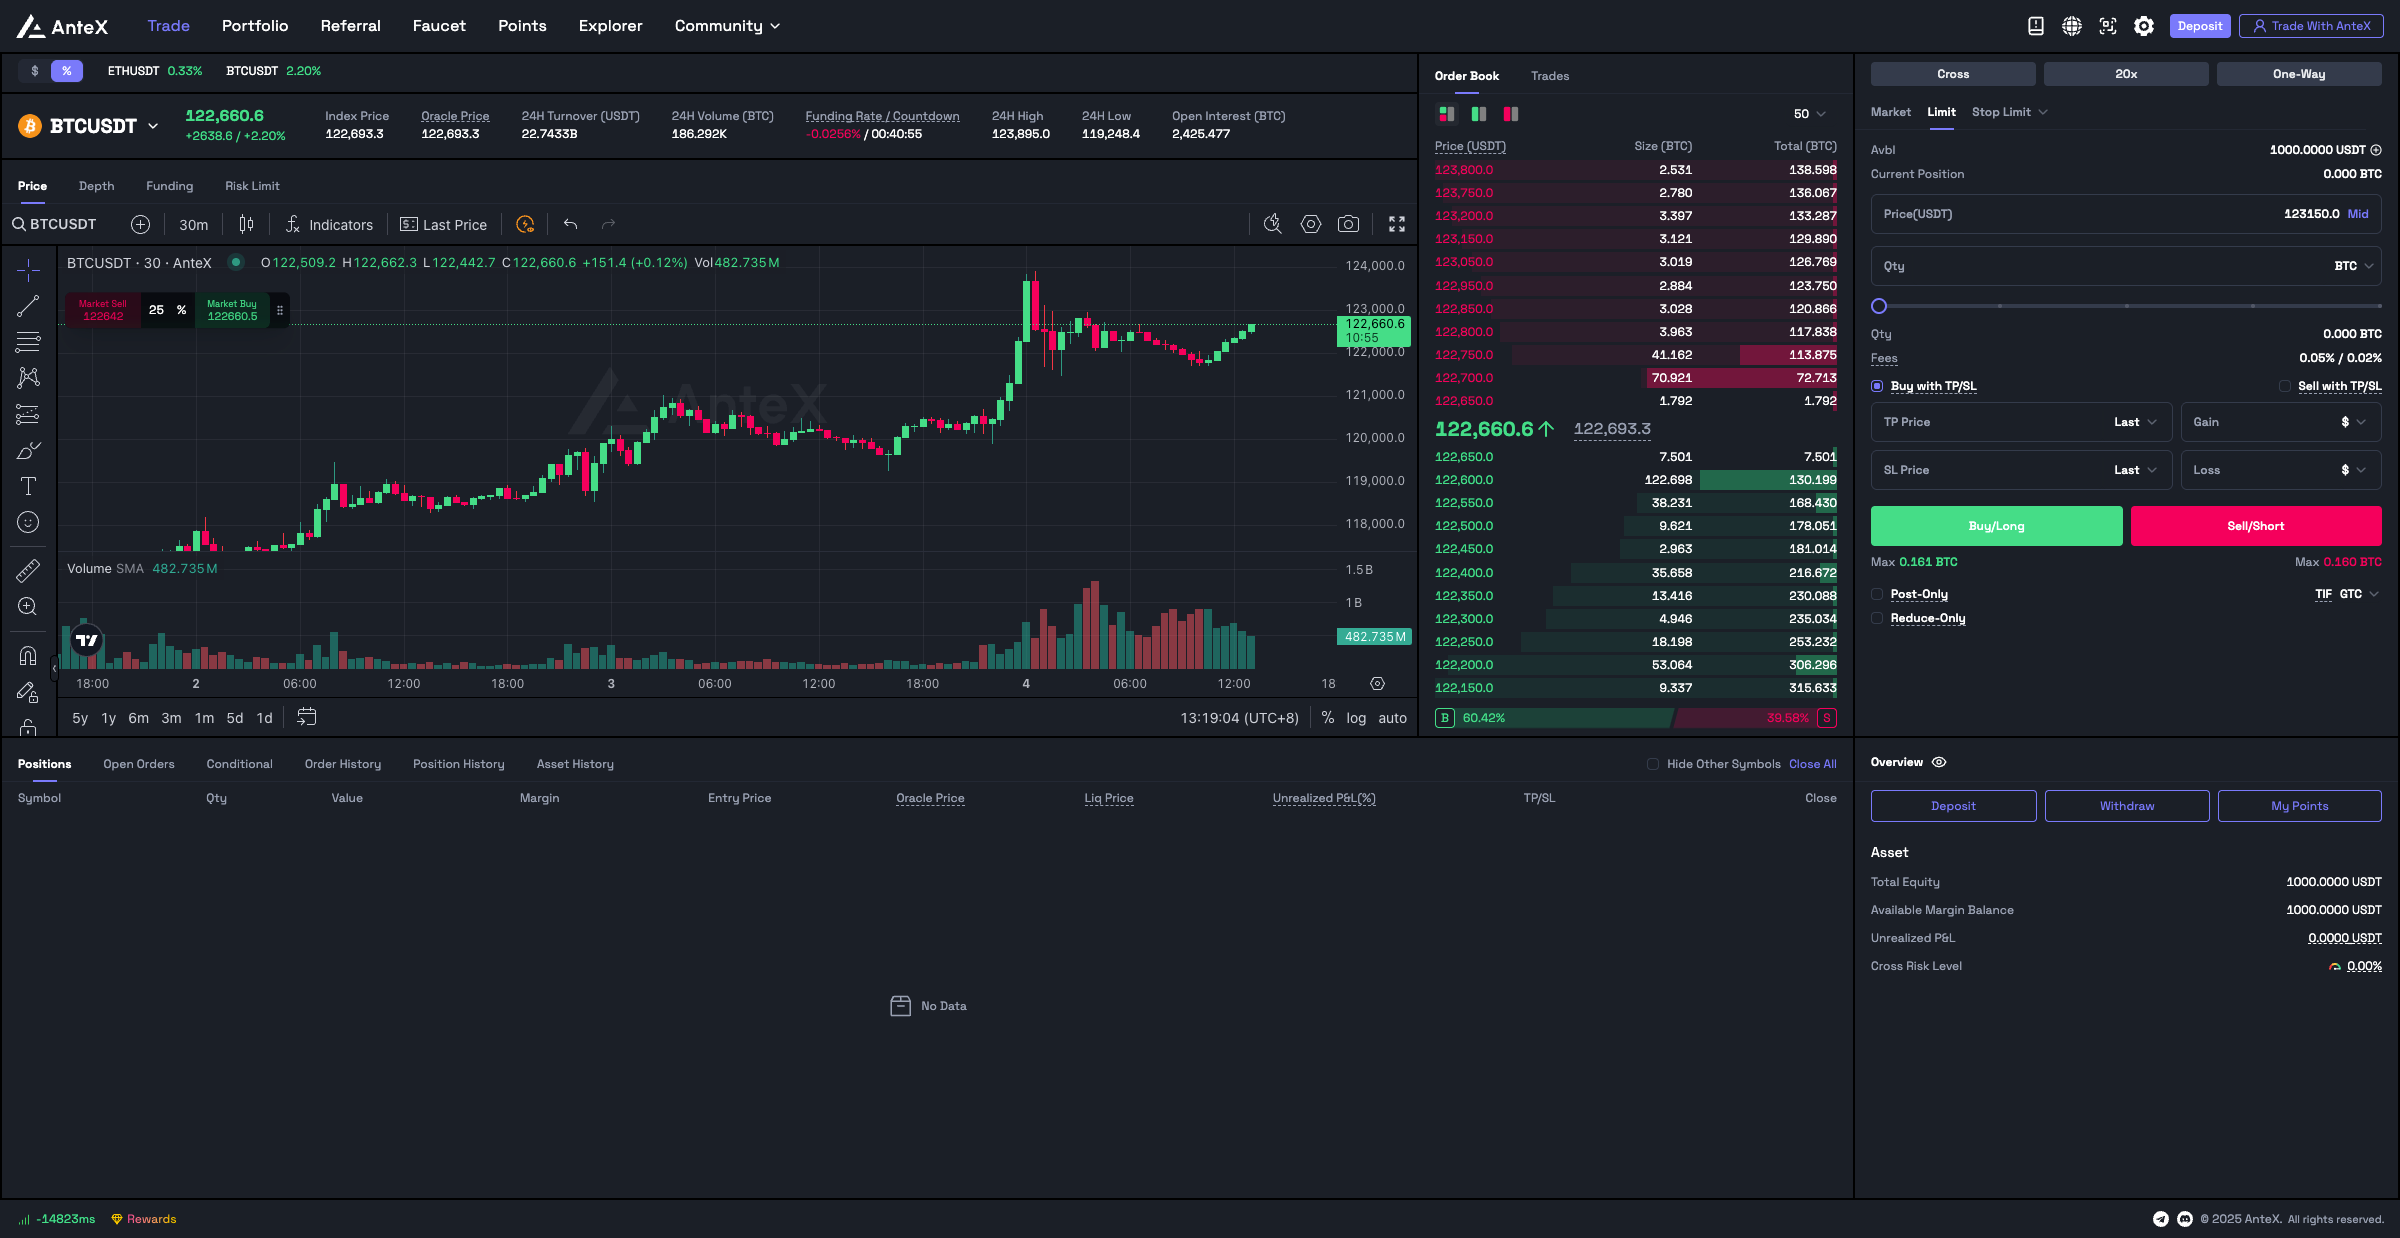 AnteX Trade Portfolio Referral Faucet Points Explorer Community Deposit Trade With AnteX
$ % ETHUSDT 0.33% BTCUSDT 2.20%
BTCUSDT
122,660.6
+2638.6 / +2.20%
Index Price
122,693.3
Oracle Price
122,693.3
24H Turnover (USDT)
22.7433B
24H Volume (BTC)
186.292K
Funding Rate / Countdown
-0.0256% / 00:40:55
24H High
123,895.0
24H Low
119,248.4
Open Interest (BTC)
2,425.477
Price Depth Funding Risk Limit
BTCUSDT 30m Indicators Last Price
BTCUSDT · 30 · AnteX O122,509.2 H122,662.3 L122,442.7 C122,660.6 +151.4 (+0.12%) Vol482.735M
Market Sell
122642
25 %
Market Buy
122660.5
AnteX
124,000.0
123,000.0
122,660.6
10:55
122,000.0
121,000.0
120,000.0
119,000.0
118,000.0
Volume SMA 482.735M
1.5B
1B
482.735M
18:00 2 06:00 12:00 18:00 3 06:00 12:00 18:00 4 06:00 12:00 18
5y 1y 6m 3m 1m 5d 1d 13:19:04 (UTC+8) % log auto
Order Book Trades
50
Price (USDT) Size (BTC) Total (BTC)
123,800.0 2.531 138.598
123,750.0 2.780 136.067
123,200.0 3.397 133.287
123,150.0 3.121 129.890
123,050.0 3.019 126.769
122,950.0 2.884 123.750
122,850.0 3.028 120.866
122,800.0 3.963 117.838
122,750.0 41.162 113.875
122,700.0 70.921 72.713
122,650.0 1.792 1.792
122,660.6 122,693.3
122,650.0 7.501 7.501
122,600.0 122.698 130.199
122,550.0 38.231 168.430
122,500.0 9.621 178.051
122,450.0 2.963 181.014
122,400.0 35.658 216.672
122,350.0 13.416 230.088
122,300.0 4.946 235.034
122,250.0 18.198 253.232
122,200.0 53.064 306.296
122,150.0 9.337 315.633
B 60.42% 39.58% S
Cross 20x One-Way
Market Limit Stop Limit
Avbl 1000.0000 USDT
Current Position 0.000 BTC
Price(USDT) 123150.0 Mid
Qty BTC
Qty 0.000 BTC
Fees 0.05% / 0.02%
Buy with TP/SL Sell with TP/SL
TP Price Last Gain $
SL Price Last Loss $
Buy/Long Sell/Short
Max 0.161 BTC Max 0.160 BTC
Post-Only TIF GTC
Reduce-Only
Positions Open Orders Conditional Order History Position History Asset History Hide Other Symbols Close All
Symbol Qty Value Margin Entry Price Oracle Price Liq Price Unrealized P&L(%) TP/SL Close
No Data
Overview
Deposit Withdraw My Points
Asset
Total Equity 1000.0000 USDT
Available Margin Balance 1000.0000 USDT
Unrealized P&L 0.0000 USDT
Cross Risk Level 0.00%
-14823ms Rewards © 2025 AnteX. All rights reserved.